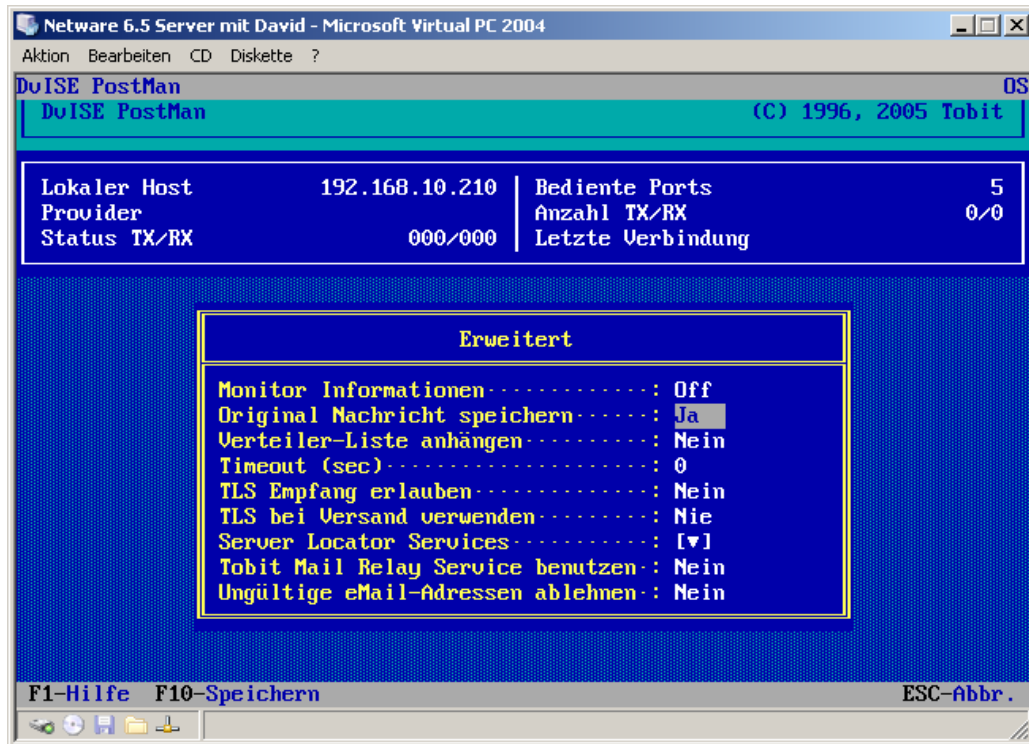 Netware 6.5 Server mit David - Microsoft Virtual PC 2004
Aktion Bearbeiten CD Diskette ?
DvISE PostMan OS
DvISE PostMan (C) 1996, 2005 Tobit
Lokaler Host 192.168.10.210 Bediente Ports 5
Provider Anzahl TX/RX 0/0
Status TX/RX 000/000 Letzte Verbindung
Erweitert
Monitor Informationen·············: Off
Original Nachricht speichern······: Ja
Verteiler-Liste anhängen··········: Nein
Timeout (sec)·····················: 0
TLS Empfang erlauben··············: Nein
TLS bei Versand verwenden·········: Nie
Server Locator Services···········: [▼]
Tobit Mail Relay Service benutzen·: Nein
Ungültige eMail-Adressen ablehnen·: Nein
F1-Hilfe F10-Speichern ESC-Abbr.